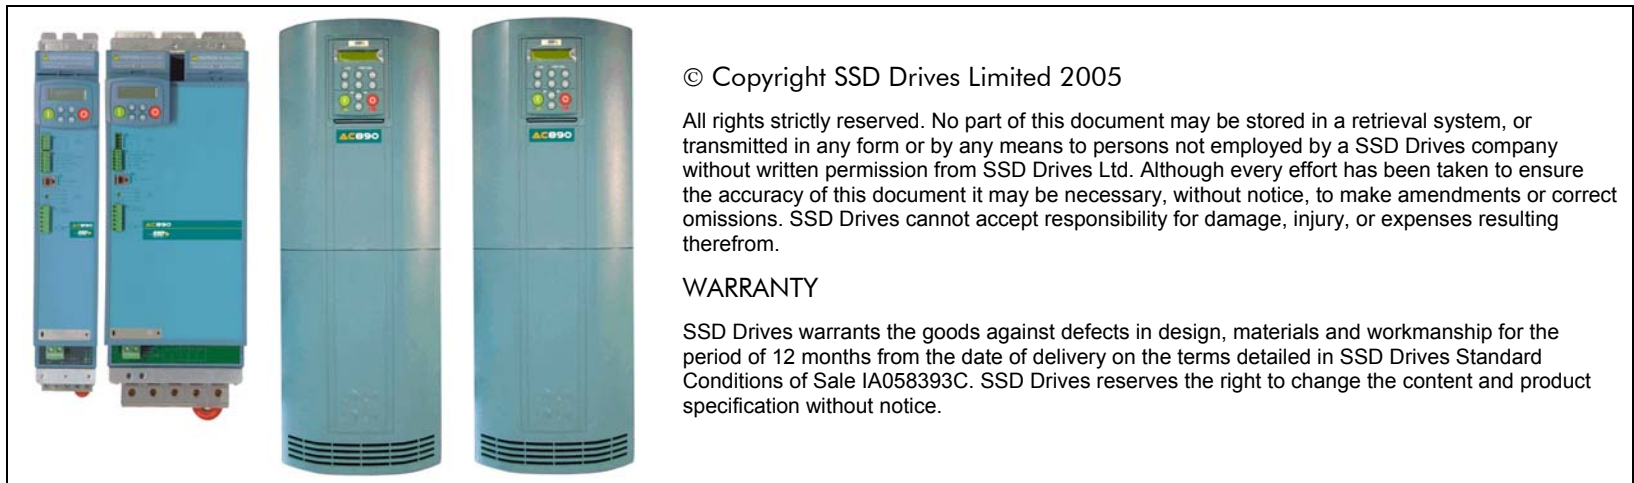 AC890
AC890
AC890
AC890
© Copyright SSD Drives Limited 2005
All rights strictly reserved. No part of this document may be stored in a retrieval system, or
transmitted in any form or by any means to persons not employed by a SSD Drives company
without written permission from SSD Drives Ltd. Although every effort has been taken to ensure
the accuracy of this document it may be necessary, without notice, to make amendments or correct
omissions. SSD Drives cannot accept responsibility for damage, injury, or expenses resulting
therefrom.
WARRANTY
SSD Drives warrants the goods against defects in design, materials and workmanship for the
period of 12 months from the date of delivery on the terms detailed in SSD Drives Standard
Conditions of Sale IA058393C. SSD Drives reserves the right to change the content and product
specification without notice.